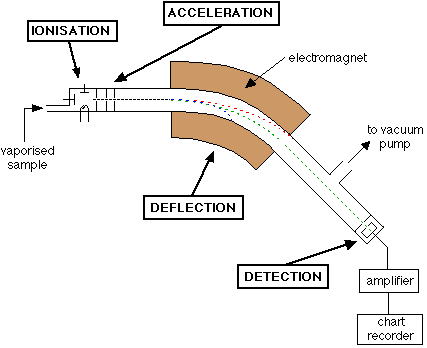 ACCELERATION
IONISATION
electromagnet
to vacuum
pump
vaporised
sample
DEFLECTION
DETECTION
amplifier
chart
recorder